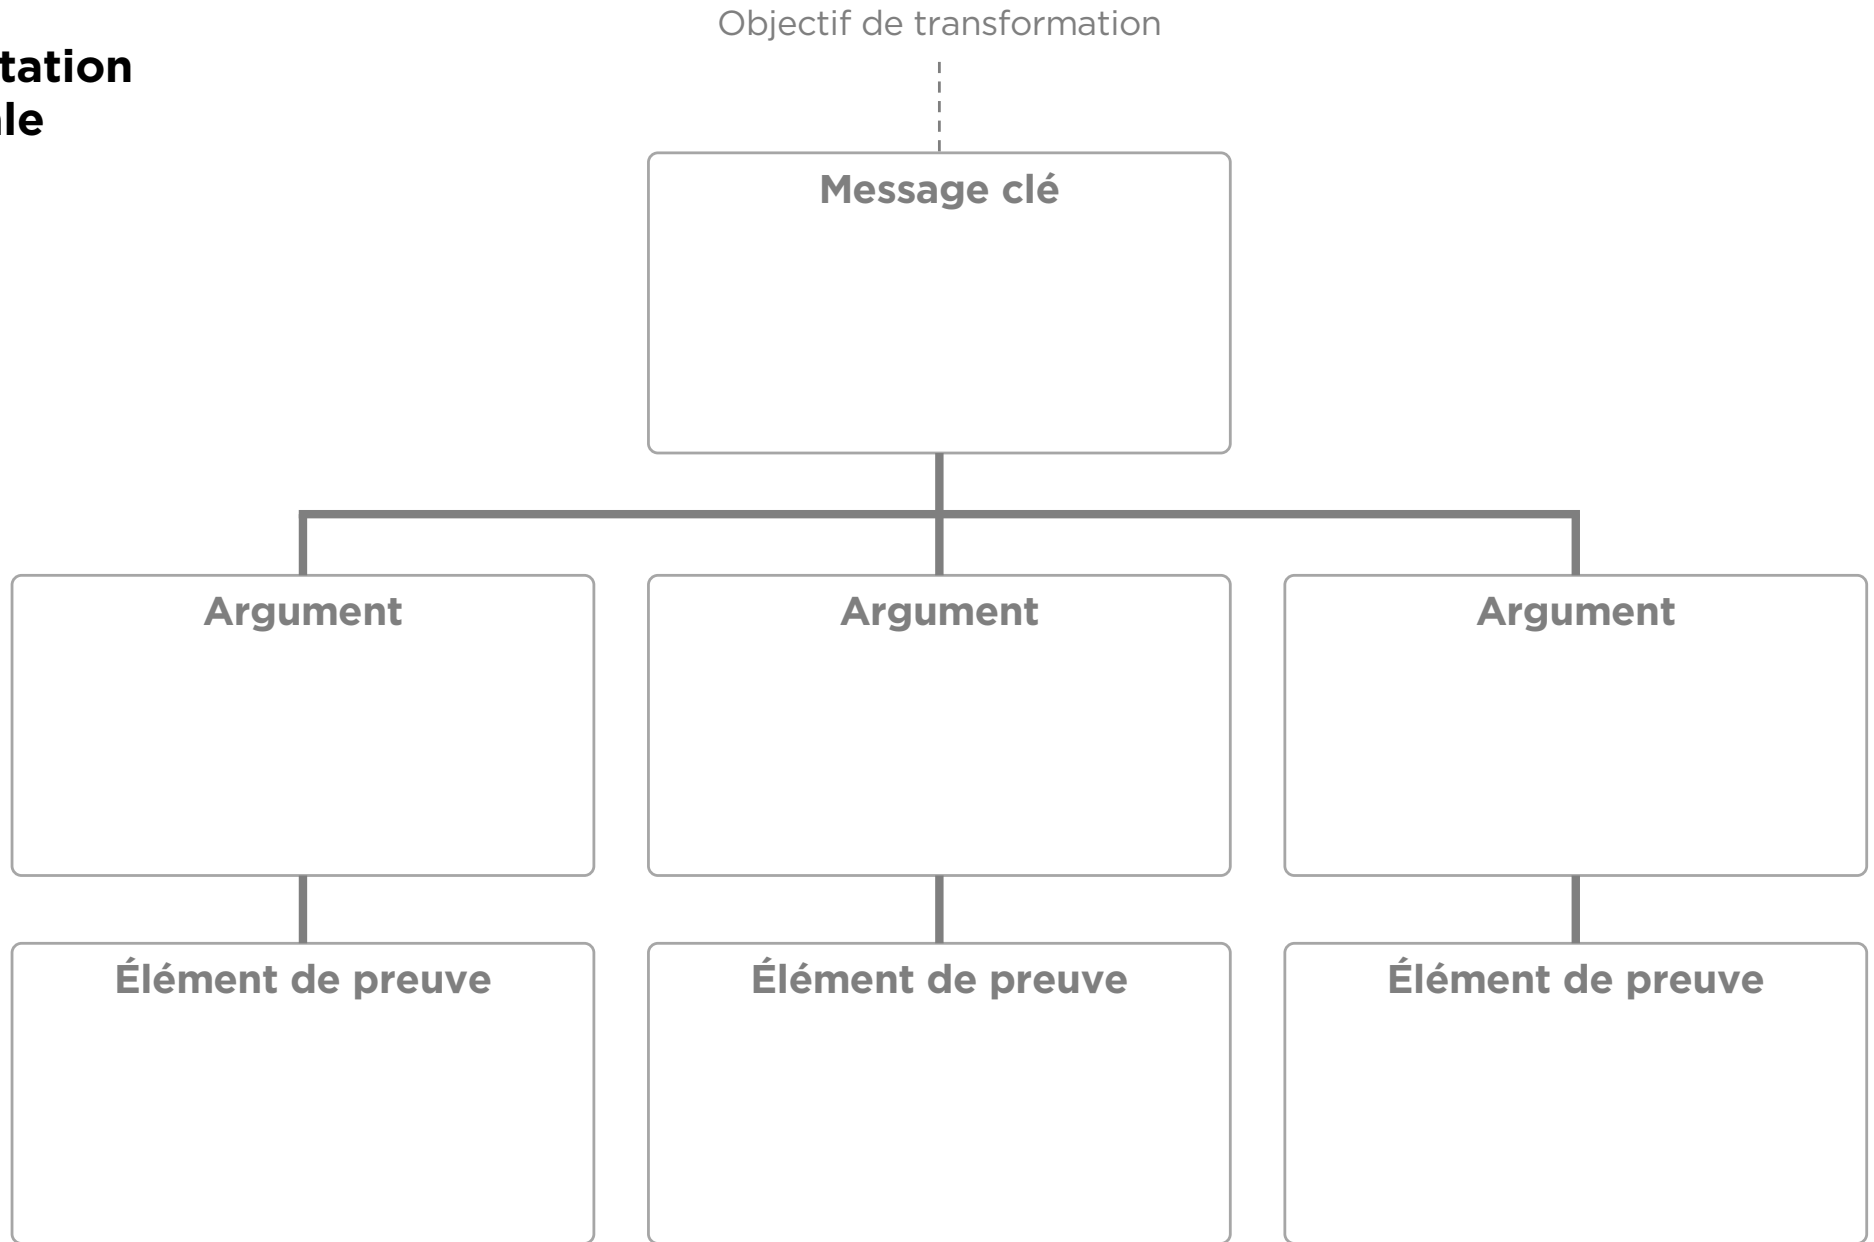 Objectif de transformation
tation
le
Message clé
Argument
Argument
Argument
Élément de preuve
Élément de preuve
Élément de preuve